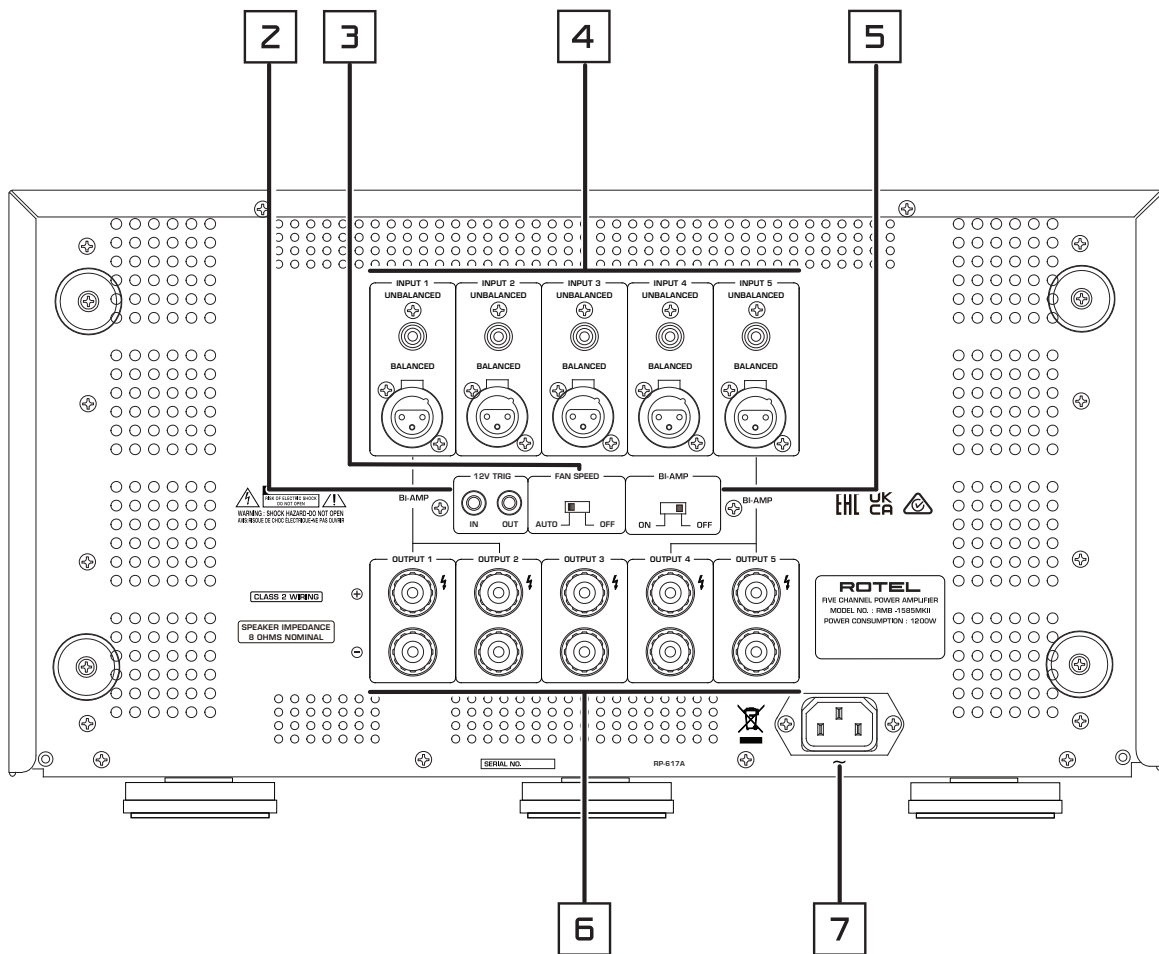 2
3
4
5
INPUT 1
UNBALANCED
BALANCED
INPUT 2
UNBALANCED
BALANCED
INPUT 3
UNBALANCED
BALANCED
INPUT 4
UNBALANCED
BALANCED
INPUT 5
UNBALANCED
BALANCED
RISK OF ELECTRIC SHOCK
DO NOT OPEN
WARNING : SHOCK HAZARD-DO NOT OPEN
AVIS:RISQUE DE CHOC ELECTRIQUE-NE PAS OUVRIR
BI-AMP
12V TRIG
IN
OUT
FAN SPEED
AUTO
OFF
BI-AMP
ON
OFF
BI-AMP
EAC
UK
CA
CLASS 2 WIRING
SPEAKER IMPEDANCE
8 OHMS NOMINAL
+
−
OUTPUT 1
OUTPUT 2
OUTPUT 3
OUTPUT 4
OUTPUT 5
ROTEL
FIVE CHANNEL POWER AMPLIFIER
MODEL NO. : RMB -1585MKII
POWER CONSUMPTION : 1200W
SERIAL NO.
RP-617A
~
6
7